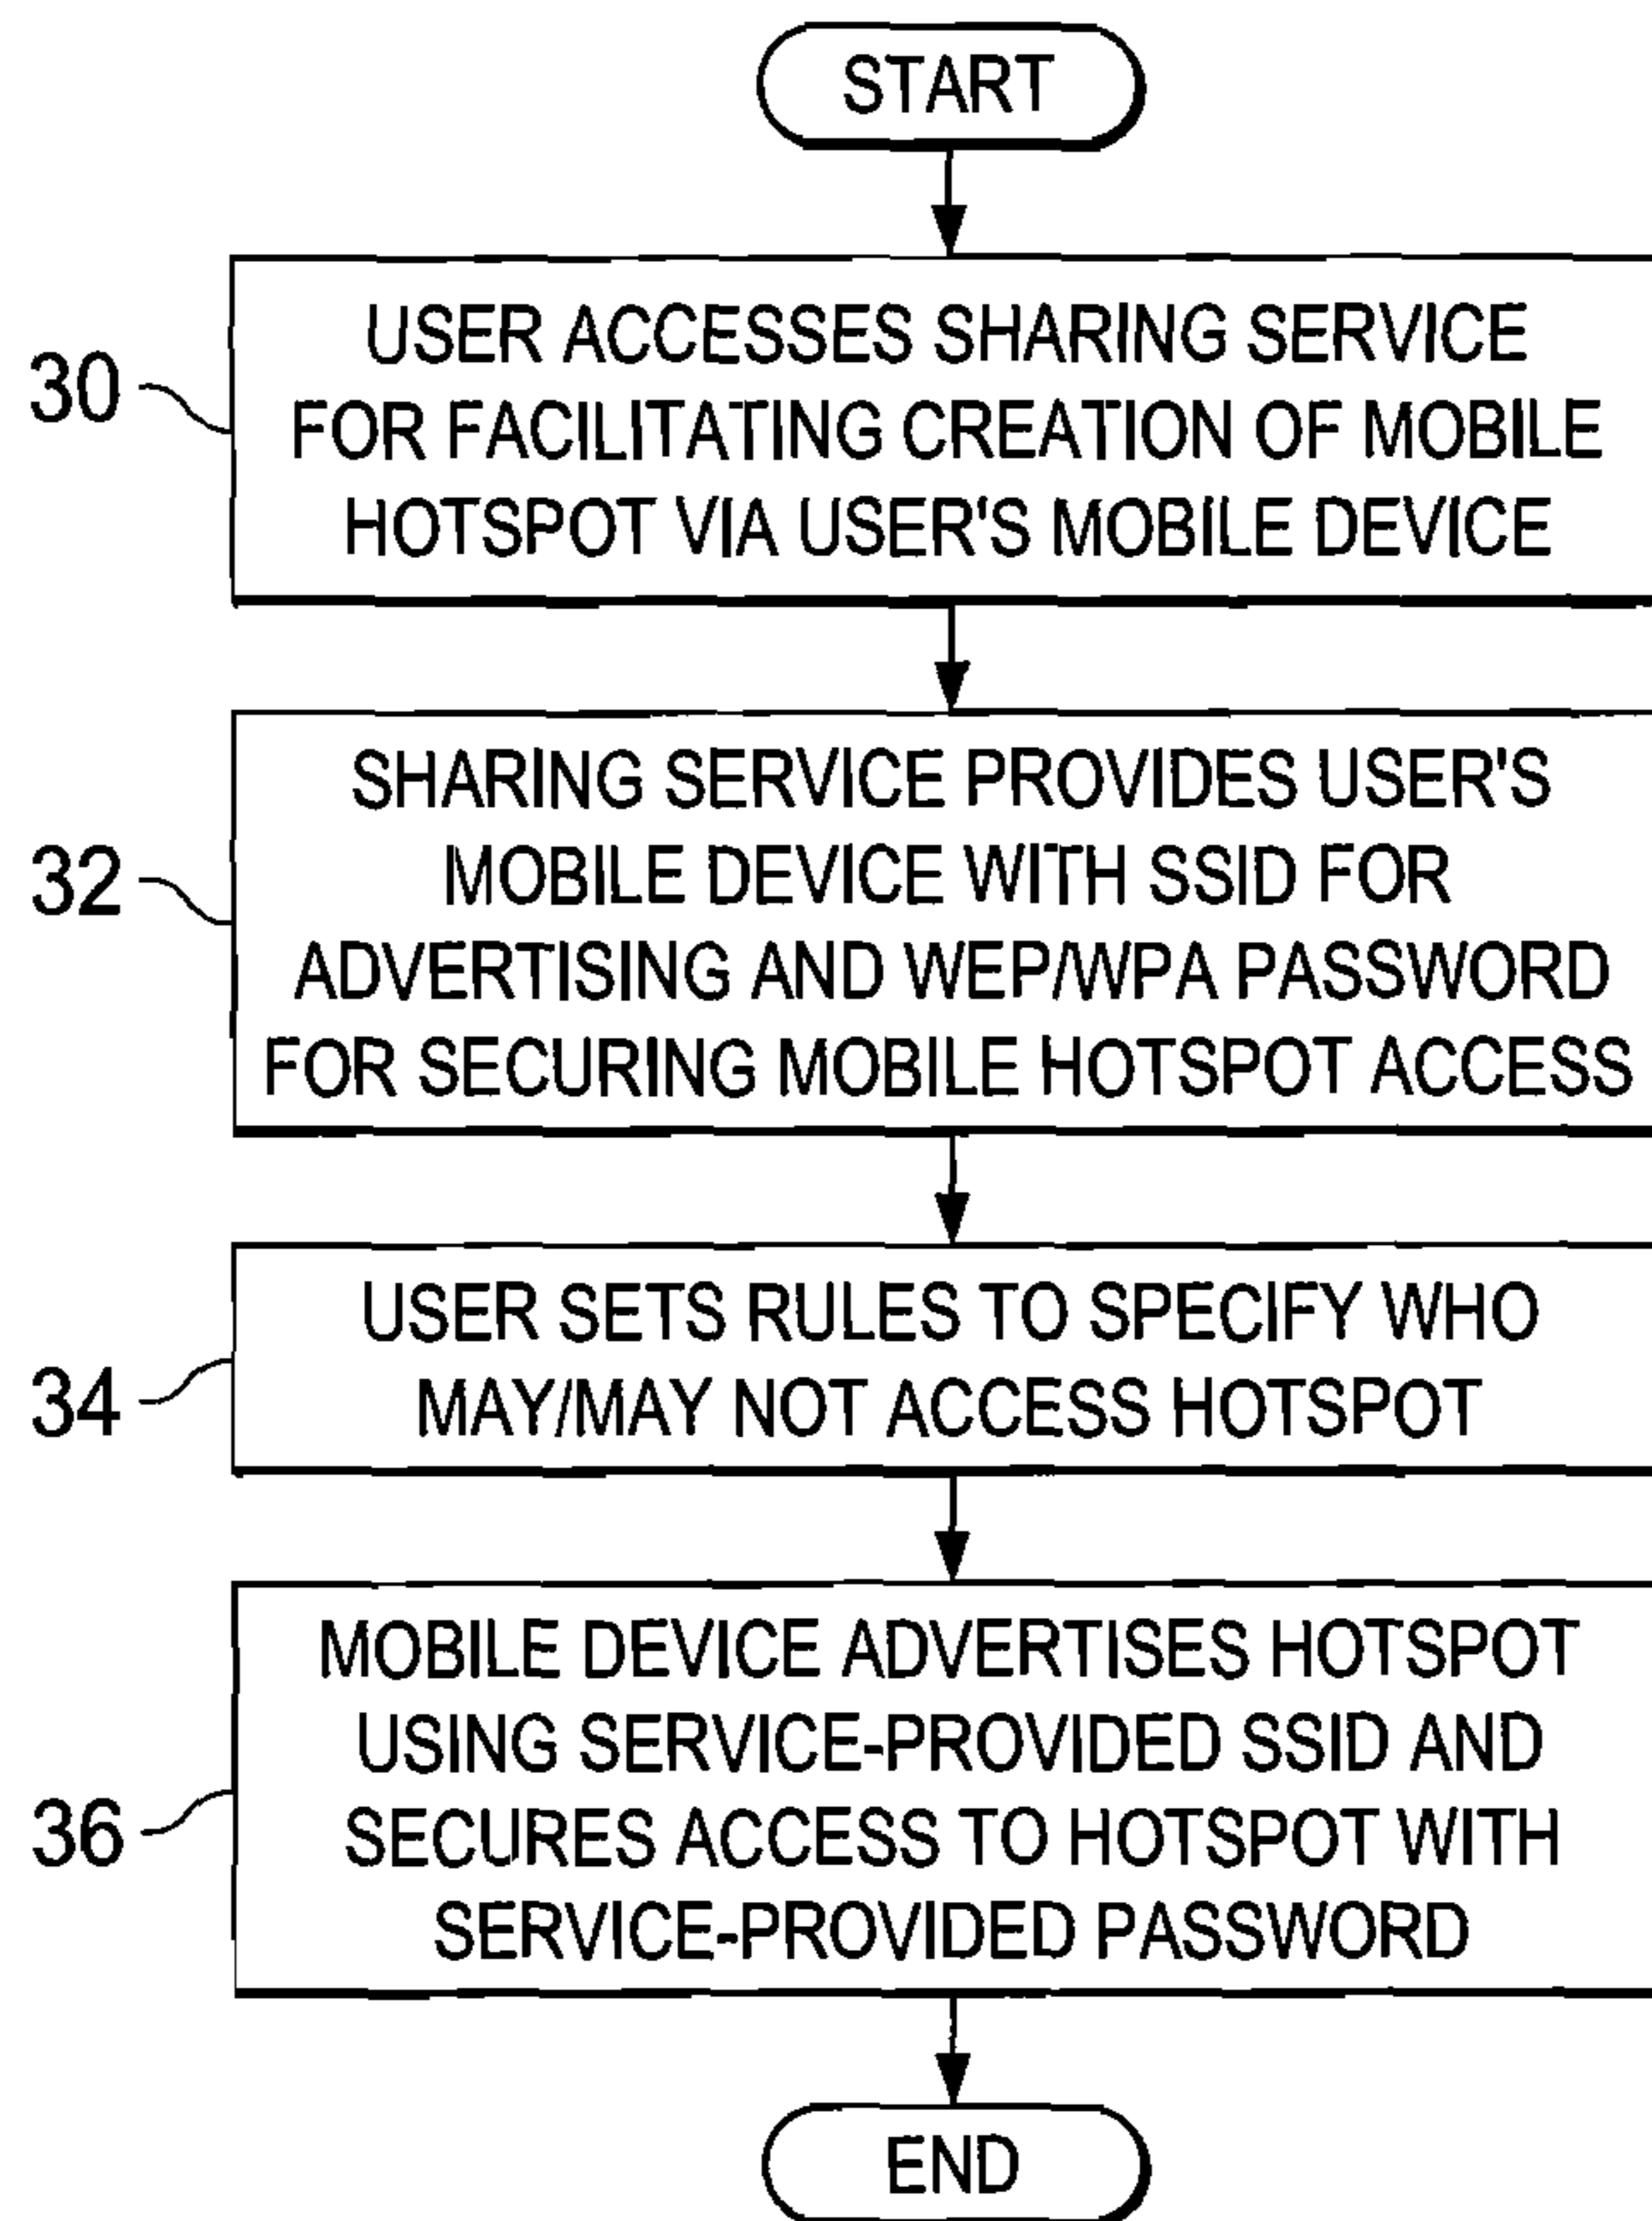 START
30
USER ACCESSES SHARING SERVICE
FOR FACILITATING CREATION OF MOBILE
HOTSPOT VIA USER'S MOBILE DEVICE
32
SHARING SERVICE PROVIDES USER'S
MOBILE DEVICE WITH SSID FOR
ADVERTISING AND WEP/WPA PASSWORD
FOR SECURING MOBILE HOTSPOT ACCESS
34
USER SETS RULES TO SPECIFY WHO
MAY/MAY NOT ACCESS HOTSPOT
36
MOBILE DEVICE ADVERTISES HOTSPOT
USING SERVICE-PROVIDED SSID AND
SECURES ACCESS TO HOTSPOT WITH
SERVICE-PROVIDED PASSWORD
END